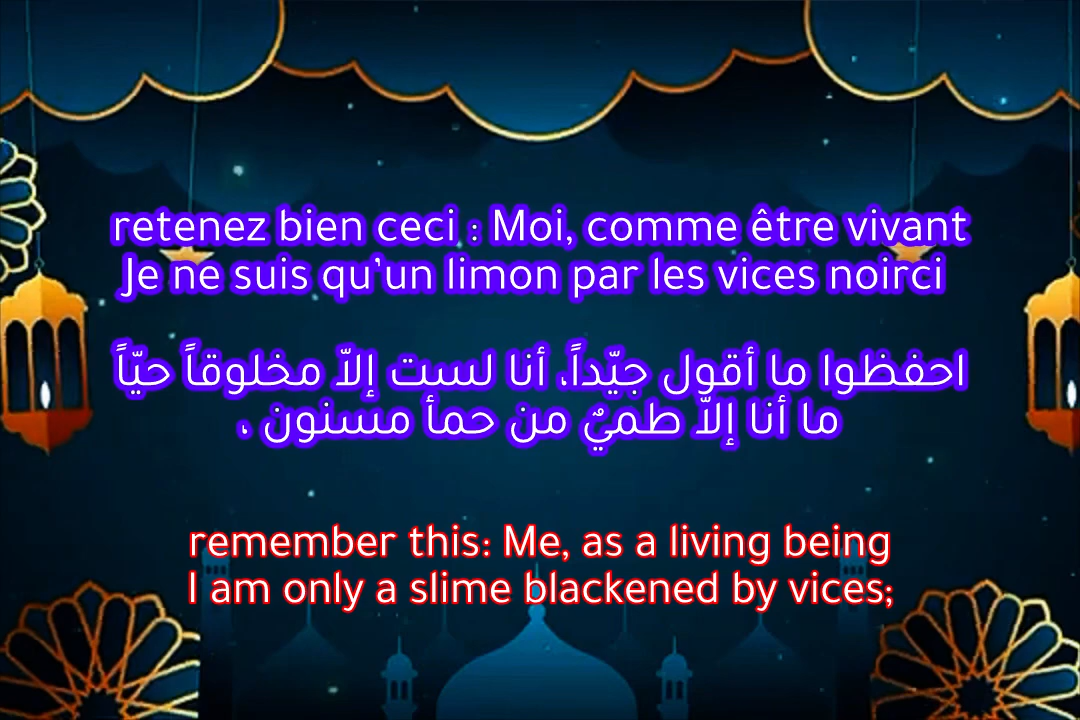 retenez bien ceci : Moi, comme être vivant
Je ne suis qu’un limon par les vices noirci
احفظوا ما أقول جيّداً، أنا لست إلاّ مخلوقاً حيّاً
ما أنا إلاّ طميٌ من حمأ مسنون ،
remember this: Me, as a living being
I am only a slime blackened by vices;